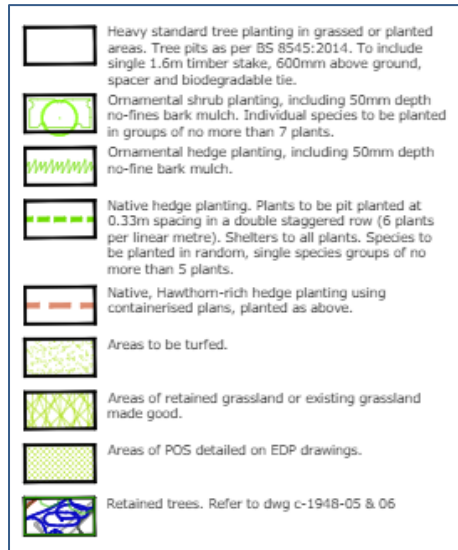 Heavy standard tree planting in grassed or planted
areas. Tree pits as per BS 8545:2014. To include
single 1.6m timber stake, 600mm above ground,
spacer and biodegradable tie.
Ornamental shrub planting, including 50mm depth
no-fines bark mulch. Individual species to be planted
in groups of no more than 7 plants.
Ornamental hedge planting, including 50mm depth
no-fine bark mulch.
Native hedge planting. Plants to be pit planted at
0.33m spacing in a double staggered row (6 plants
per linear metre). Shelters to all plants. Species to
be planted in random, single species groups of no
more than 5 plants.
Native, Hawthorn-rich hedge planting using
containerised plans, planted as above.
Areas to be turfed.
Areas of retained grassland or existing grassland
made good.
Areas of POS detailed on EDP drawings.
Retained trees. Refer to dwg c-1948-05 & 06